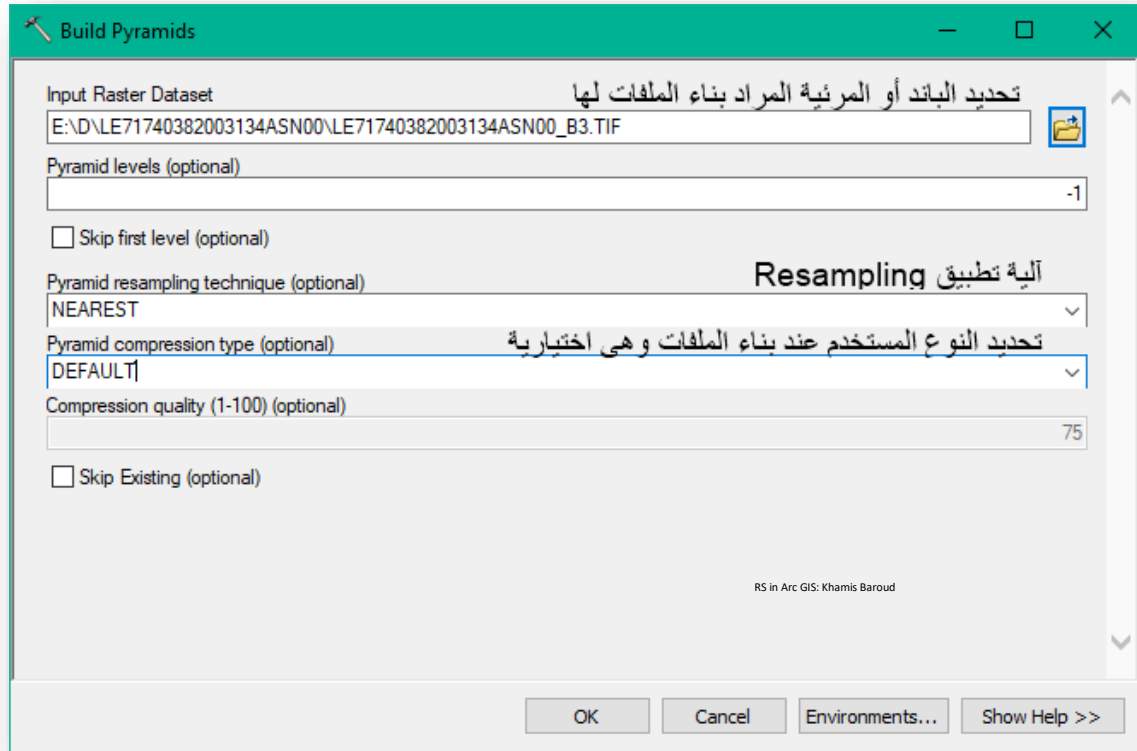 Build Pyramids
Input Raster Dataset
تحديد الباند أو المرئية المراد بناء الملفات لها
E:\D\LE71740382003134ASN00\LE71740382003134ASN00_B3.TIF
Pyramid levels (optional)
-1
Skip first level (optional)
آلية تطبيق Resampling
Pyramid resampling technique (optional)
NEAREST
تحديد النوع المستخدم عند بناء الملفات وهى اختيارية
Pyramid compression type (optional)
DEFAULT
Compression quality (1-100) (optional)
75
Skip Existing (optional)
RS in Arc GIS: Khamis Baroud
OK Cancel Environments... Show Help >>